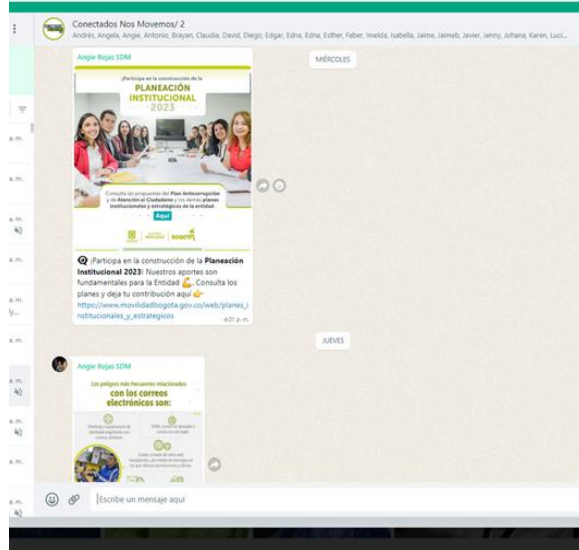 Conectados Nos Movemos/ 2
Andrés, Angela, Angie, Antonio, Brayan, Claudia, David, Diego, Edgar, Edna, Edna, Esther, Faber, Imelda, Isabella, Jaime, Jaimeb, Javier, Jenny, Johana, Karen, Luci...
a. m.
a. m.
a. m.
a. m.
a. m.
ly...
a. m.
a. m.
a. m.
a. m.
a. m.
MIÉRCOLES
Angie Rojas SDM
¡Participa en la construcción de la
PLANEACIÓN
INSTITUCIONAL
2023
Consulta las propuestas del Plan Anticorrupción
y de Atención al Ciudadano y los demás planes
institucionales y estratégicos de la entidad
Aquí
BOGOTÁ
¡Participa en la construcción de la Planeación
Institucional 2023! Nuestros aportes son
fundamentales para la Entidad 💪. Consulta los
planes y deja tu contribución aquí 👉
https://www.movilidadbogota.gov.co/web/planes_i
nstitucionales_y_estrategicos
4:01 p. m.
JUEVES
Angie Rojas SDM
Los peligros más frecuentes relacionados
con los correos
electrónicos son:
Escribe un mensaje aquí